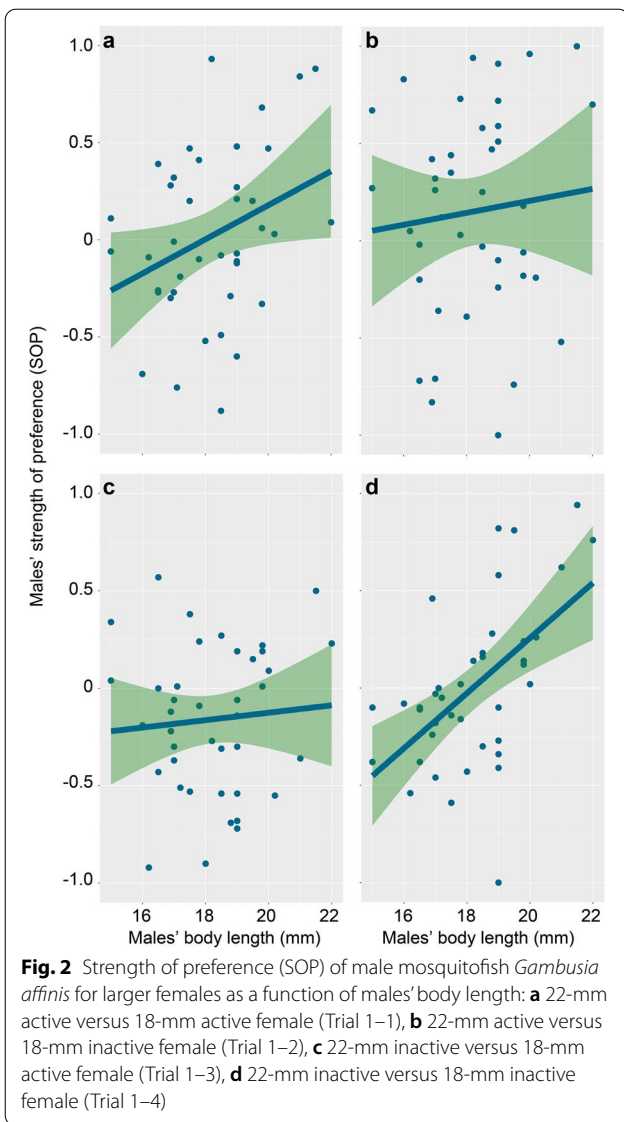 a
b
1.0
0.5
0
-0.5
-1.0
Males' strength of preference (SOP)
c
d
1.0
0.5
0
-0.5
-1.0
16 18 20 22 16 18 20 22
Males' body length (mm) Males' body length (mm)
Fig. 2 Strength of preference (SOP) of male mosquitofish Gambusia
affinis for larger females as a function of males' body length: a 22-mm
active versus 18-mm active female (Trial 1–1), b 22-mm active versus
18-mm inactive female (Trial 1–2), c 22-mm inactive versus 18-mm
active female (Trial 1–3), d 22-mm inactive versus 18-mm inactive
female (Trial 1–4)